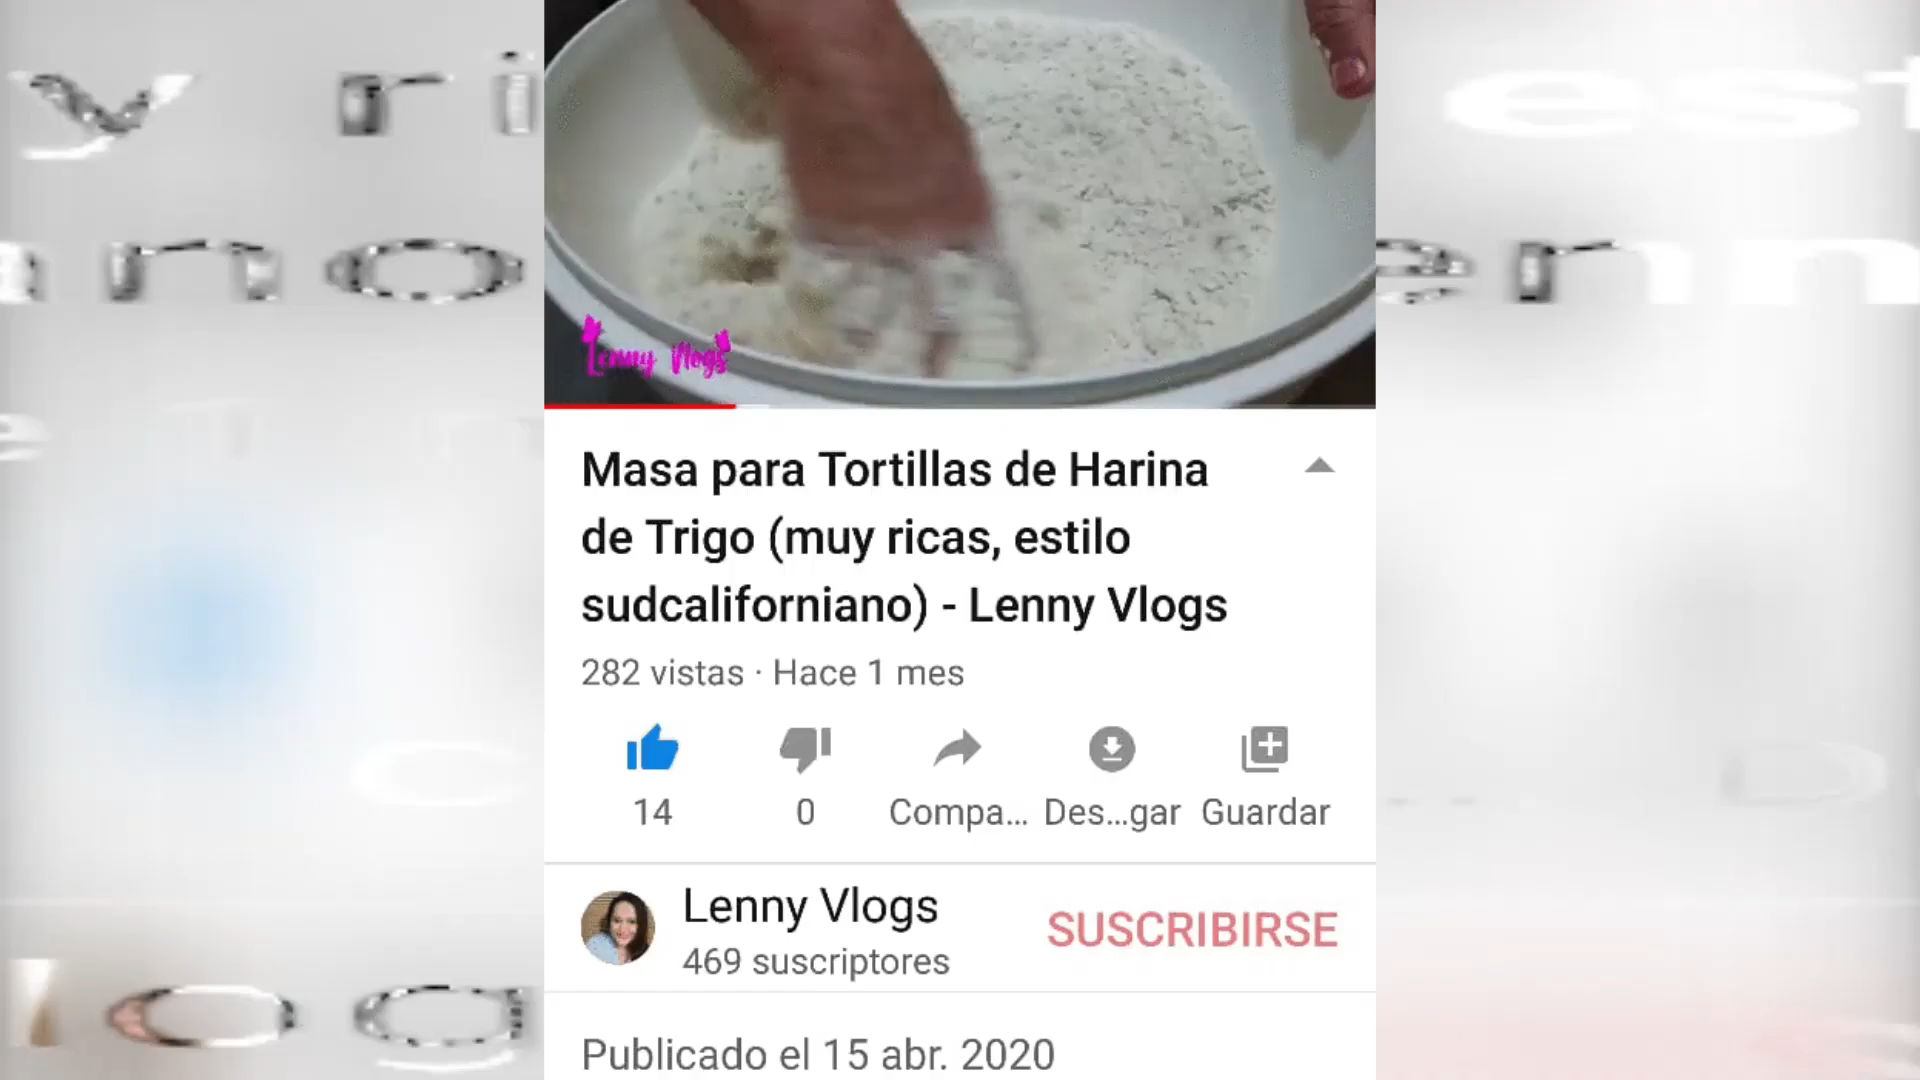 Lenny Vlogs
Masa para Tortillas de Harina
de Trigo (muy ricas, estilo
sudcaliforniano) - Lenny Vlogs
282 vistas · Hace 1 mes
14
0
Compa...
Des...gar
Guardar
Lenny Vlogs
469 suscriptores
SUSCRIBIRSE
Publicado el 15 abr. 2020